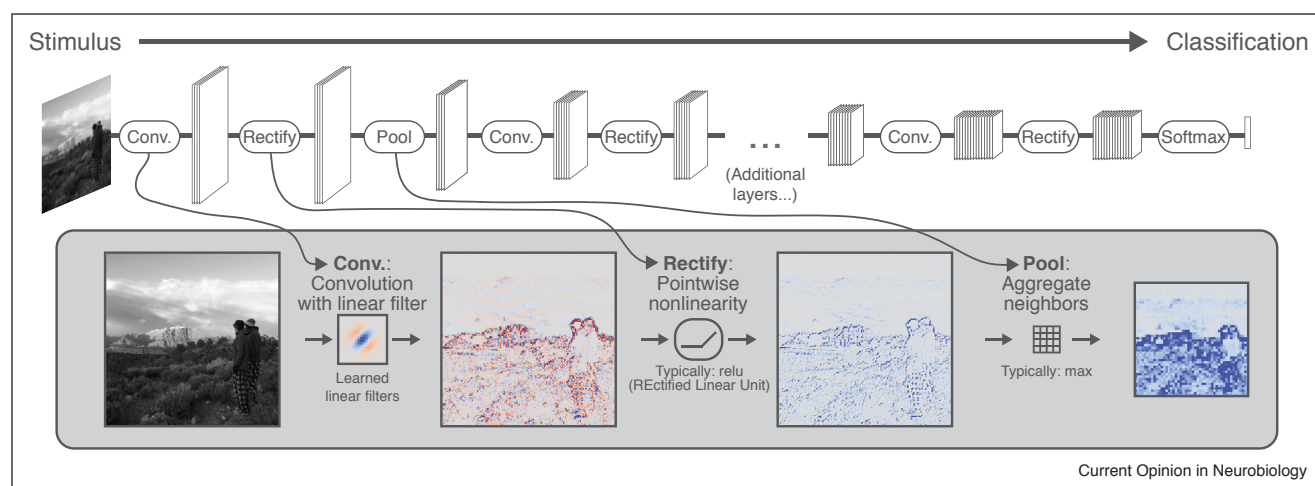 Stimulus
Classification
Conv.
Rectify
Pool
Conv.
Rectify
...
(Additional
layers...)
Conv.
Rectify
Softmax
Conv.:
Convolution
with linear filter
Learned
linear filters
Rectify:
Pointwise
nonlinearity
Typically: relu
(REctified Linear Unit)
Pool:
Aggregate
neighbors
Typically: max
Current Opinion in Neurobiology